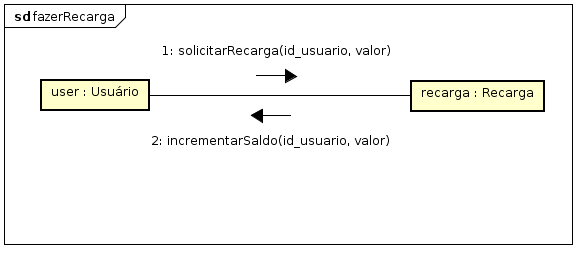 sd fazerRecarga
1: solicitarRecarga(id_usuario, valor)
user : Usuário
recarga : Recarga
2: incrementarSaldo(id_usuario, valor)